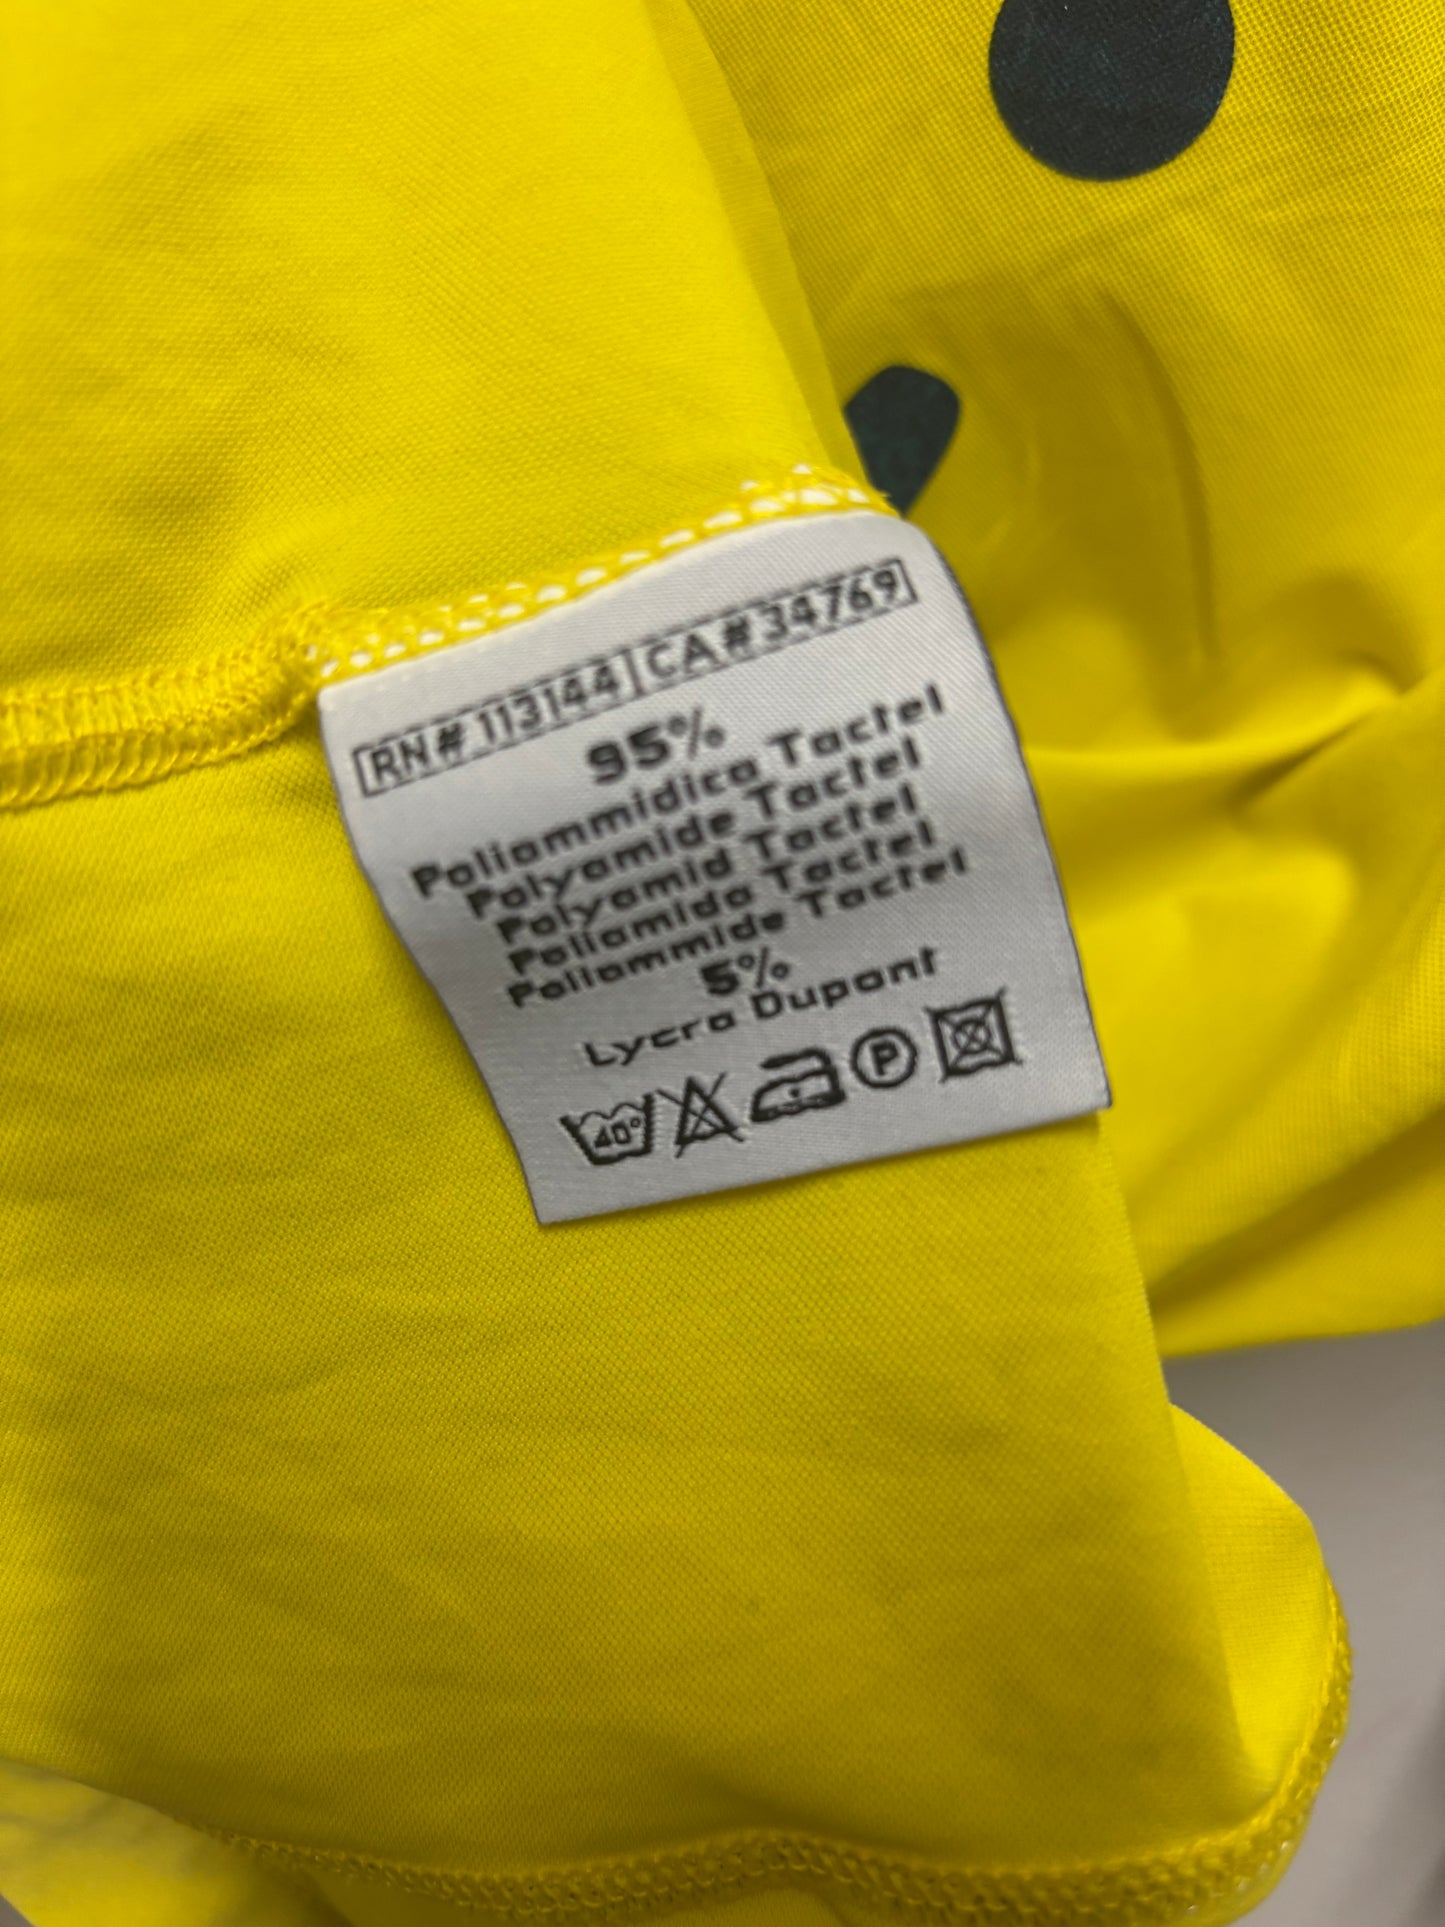 RN# 113144 CA# 34769
95%
Poliammidica Tactel
Polyamide Tactel
Polyamid Tactel
Poliamida Tactel
Poliammide Tactel
5%
Lycra Dupont
40° P